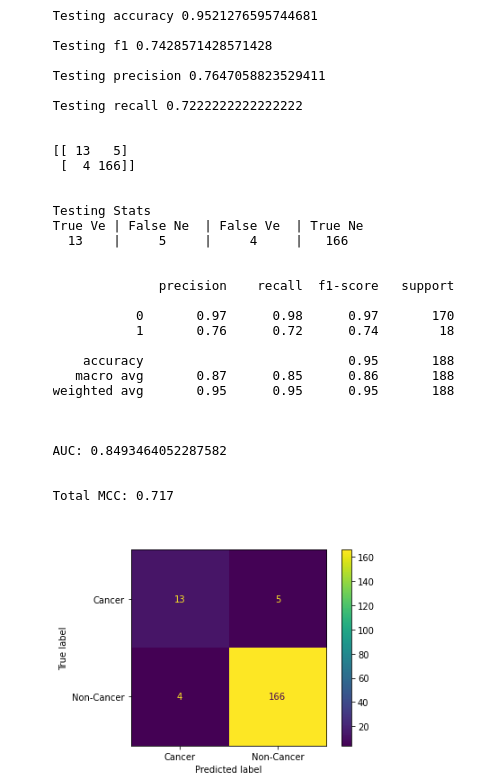 Testing accuracy 0.9521276595744681
Testing f1 0.7428571428571428
Testing precision 0.7647058823529411
Testing recall 0.7222222222222222
[[ 13   5]
 [  4 166]]
Testing Stats
True Ve | False Ne  | False Ve  | True Ne
  13    |     5     |     4     |   166
              precision    recall  f1-score   support
           0       0.97      0.98      0.97       170
           1       0.76      0.72      0.74        18
    accuracy                           0.95       188
   macro avg       0.87      0.85      0.86       188
weighted avg       0.95      0.95      0.95       188
AUC: 0.8493464052287582
Total MCC: 0.717
160
140
120
100
80
60
40
20
True label
Cancer 13 5
Non-Cancer 4 166
Cancer Non-Cancer
Predicted label